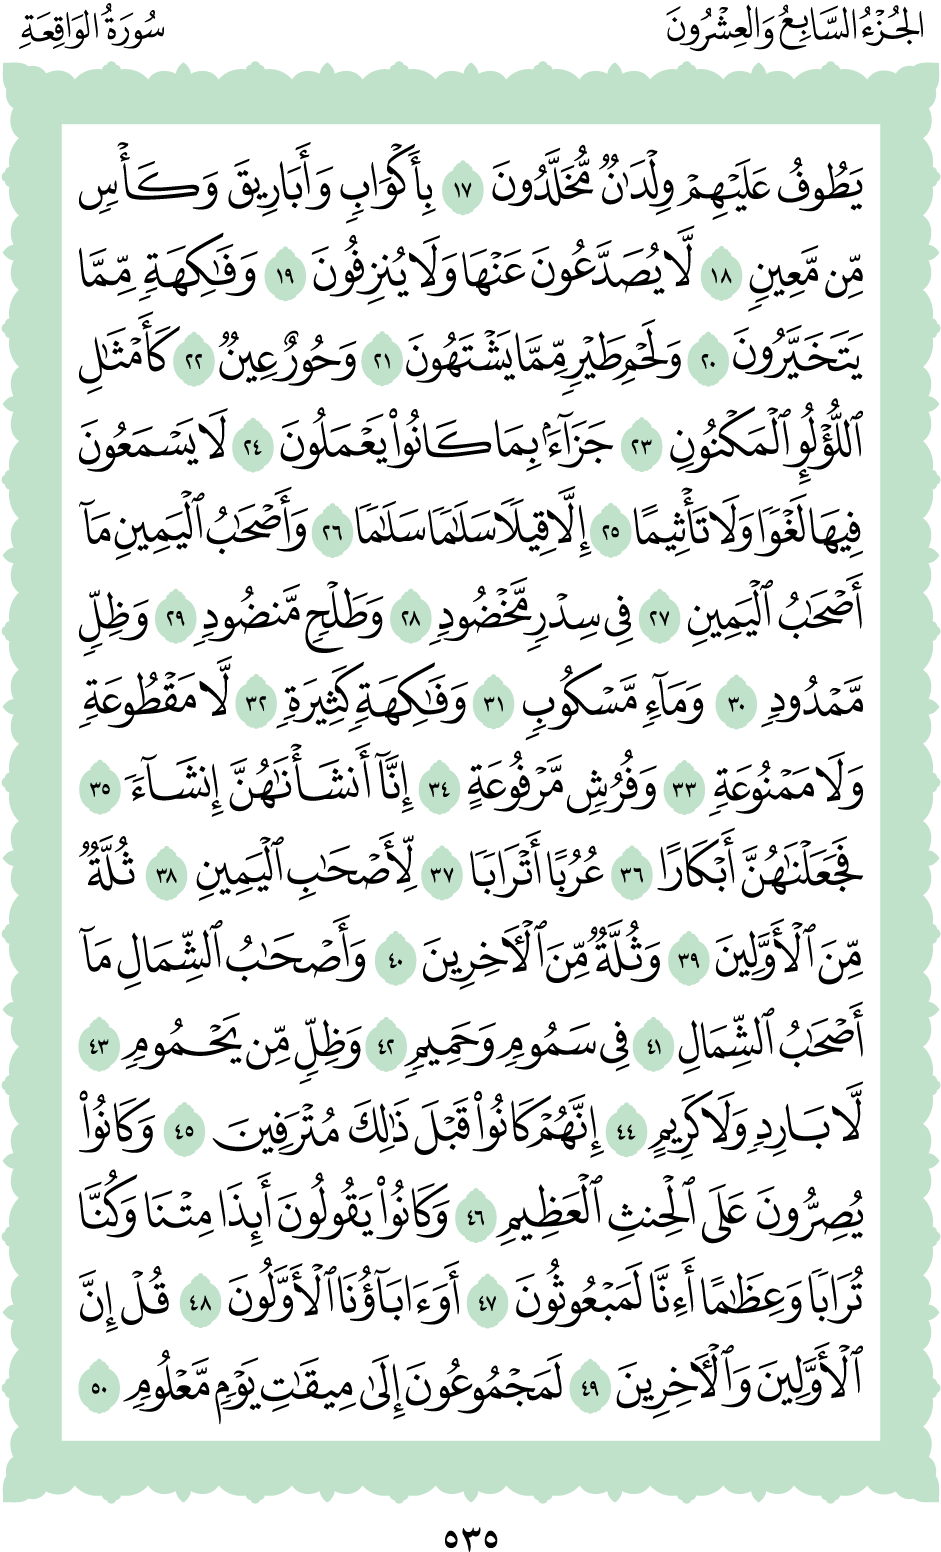 الجُزْءُ السَّابِعُ وَالعِشْرُونَ
سُورَةُ الوَاقِعَةِ
يَطُوفُ عَلَيْهِمْ وِلْدَٰنٌ مُّخَلَّدُونَ ١٧ بِأَكْوَابٍ وَأَبَارِيقَ وَكَأْسٍ
مِّن مَّعِينٍ ١٨ لَّا يُصَدَّعُونَ عَنْهَا وَلَا يُنزِفُونَ ١٩ وَفَٰكِهَةٍ مِّمَّا
يَتَخَيَّرُونَ ٢٠ وَلَحْمِ طَيْرٍ مِّمَّا يَشْتَهُونَ ٢١ وَحُورٌ عِينٌ ٢٢ كَأَمْثَٰلِ
ٱللُّؤْلُؤِ ٱلْمَكْنُونِ ٢٣ جَزَآءًۢ بِمَا كَانُوا۟ يَعْمَلُونَ ٢٤ لَا يَسْمَعُونَ
فِيهَا لَغْوًا وَلَا تَأْثِيمًا ٢٥ إِلَّا قِيلًا سَلَٰمًا سَلَٰمًا ٢٦ وَأَصْحَٰبُ ٱلْيَمِينِ مَآ
أَصْحَٰبُ ٱلْيَمِينِ ٢٧ فِى سِدْرٍ مَّخْضُودٍ ٢٨ وَطَلْحٍ مَّنضُودٍ ٢٩ وَظِلٍّ
مَّمْدُودٍ ٣٠ وَمَآءٍ مَّسْكُوبٍ ٣١ وَفَٰكِهَةٍ كَثِيرَةٍ ٣٢ لَّا مَقْطُوعَةٍ
وَلَا مَمْنُوعَةٍ ٣٣ وَفُرُشٍ مَّرْفُوعَةٍ ٣٤ إِنَّآ أَنشَأْنَٰهُنَّ إِنشَآءً ٣٥
فَجَعَلْنَٰهُنَّ أَبْكَارًا ٣٦ عُرُبًا أَتْرَابًا ٣٧ لِّأَصْحَٰبِ ٱلْيَمِينِ ٣٨ ثُلَّةٌ
مِّنَ ٱلْأَوَّلِينَ ٣٩ وَثُلَّةٌ مِّنَ ٱلْأَخِرِينَ ٤٠ وَأَصْحَٰبُ ٱلشِّمَالِ مَآ
أَصْحَٰبُ ٱلشِّمَالِ ٤١ فِى سَمُومٍ وَحَمِيمٍ ٤٢ وَظِلٍّ مِّن يَحْمُومٍ ٤٣
لَّا بَارِدٍ وَلَا كَرِيمٍ ٤٤ إِنَّهُمْ كَانُوا۟ قَبْلَ ذَٰلِكَ مُتْرَفِينَ ٤٥ وَكَانُوا۟
يُصِرُّونَ عَلَى ٱلْحِنثِ ٱلْعَظِيمِ ٤٦ وَكَانُوا۟ يَقُولُونَ أَئِذَا مِتْنَا وَكُنَّا
تُرَابًا وَعِظَٰمًا أَءِنَّا لَمَبْعُوثُونَ ٤٧ أَوَءَابَآؤُنَا ٱلْأَوَّلُونَ ٤٨ قُلْ إِنَّ
ٱلْأَوَّلِينَ وَٱلْأَخِرِينَ ٤٩ لَمَجْمُوعُونَ إِلَىٰ مِيقَٰتِ يَوْمٍ مَّعْلُومٍ ٥٠
٥٣٥